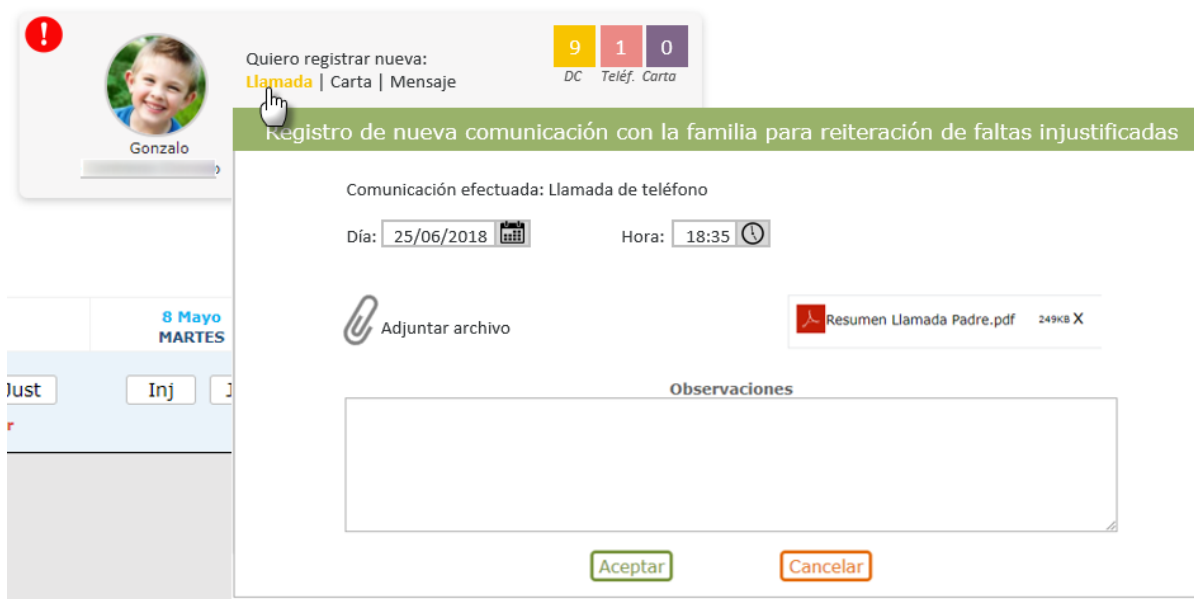 Quiero registrar nueva:
Llamada | Carta | Mensaje
9 1 0
DC Teléf. Carta
Gonzalo
Registro de nueva comunicación con la familia para reiteración de faltas injustificadas
Comunicación efectuada: Llamada de teléfono
Día: 25/06/2018 Hora: 18:35
Adjuntar archivo
Resumen Llamada Padre.pdf 249KB X
8 Mayo
MARTES
Just Inj
r
Observaciones
Aceptar Cancelar